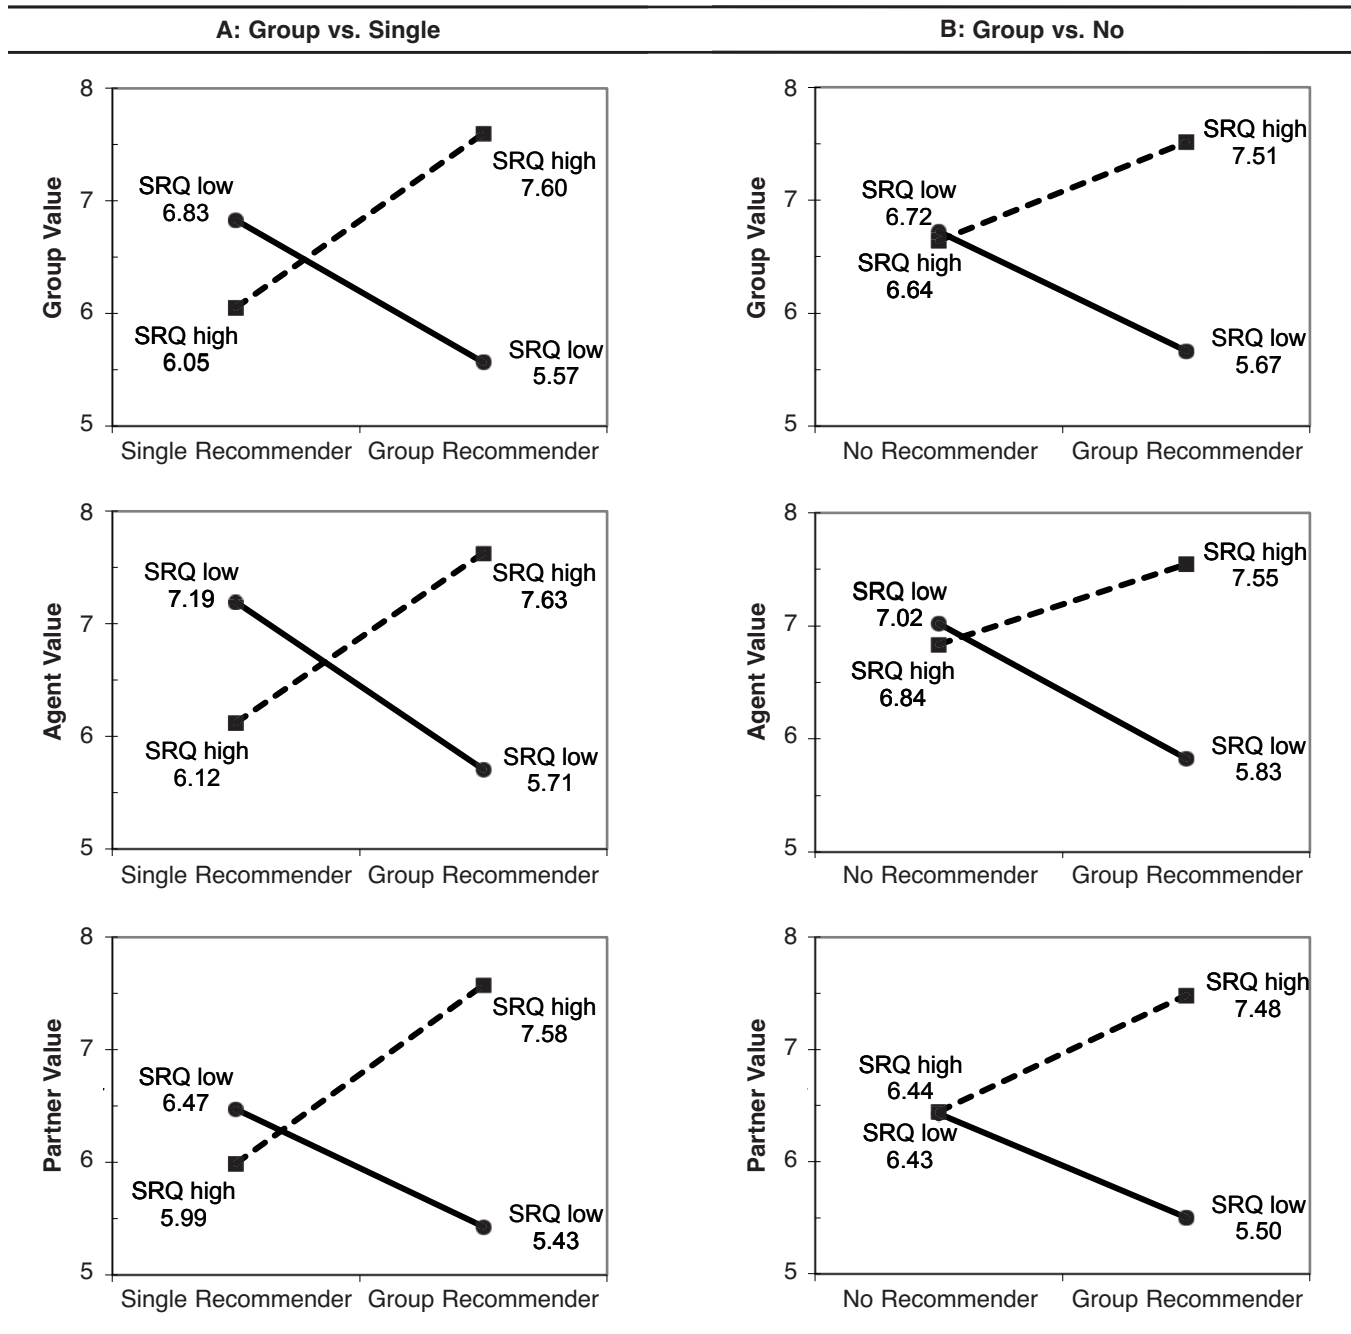 A: Group vs. Single
B: Group vs. No
Group Value
8
7
6
5
SRQ low
6.83
SRQ high
6.05
SRQ high
7.60
SRQ low
5.57
Single Recommender
Group Recommender
Group Value
8
7
6
5
SRQ low
6.72
SRQ high
6.64
SRQ high
7.51
SRQ low
5.67
No Recommender
Group Recommender
Agent Value
8
7
6
5
SRQ low
7.19
SRQ high
6.12
SRQ high
7.63
SRQ low
5.71
Single Recommender
Group Recommender
Agent Value
8
7
6
5
SRQ low
7.02
SRQ high
6.84
SRQ high
7.55
SRQ low
5.83
No Recommender
Group Recommender
Partner Value
8
7
6
5
SRQ low
6.47
SRQ high
5.99
SRQ high
7.58
SRQ low
5.43
Single Recommender
Group Recommender
Partner Value
8
7
6
5
SRQ high
6.44
SRQ low
6.43
SRQ high
7.48
SRQ low
5.50
No Recommender
Group Recommender